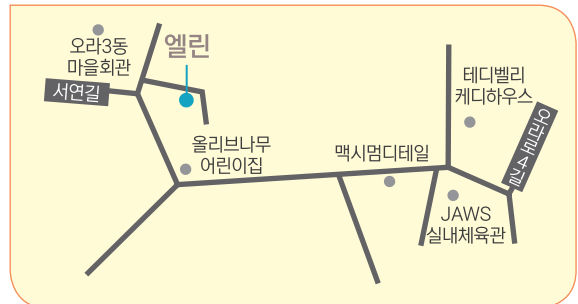 오라3동
마을회관
엘린
서연길
올리브나무
어린이집
맥시멈디테일
테디벨리
케디하우스
오라로 4길
JAWS
실내체육관